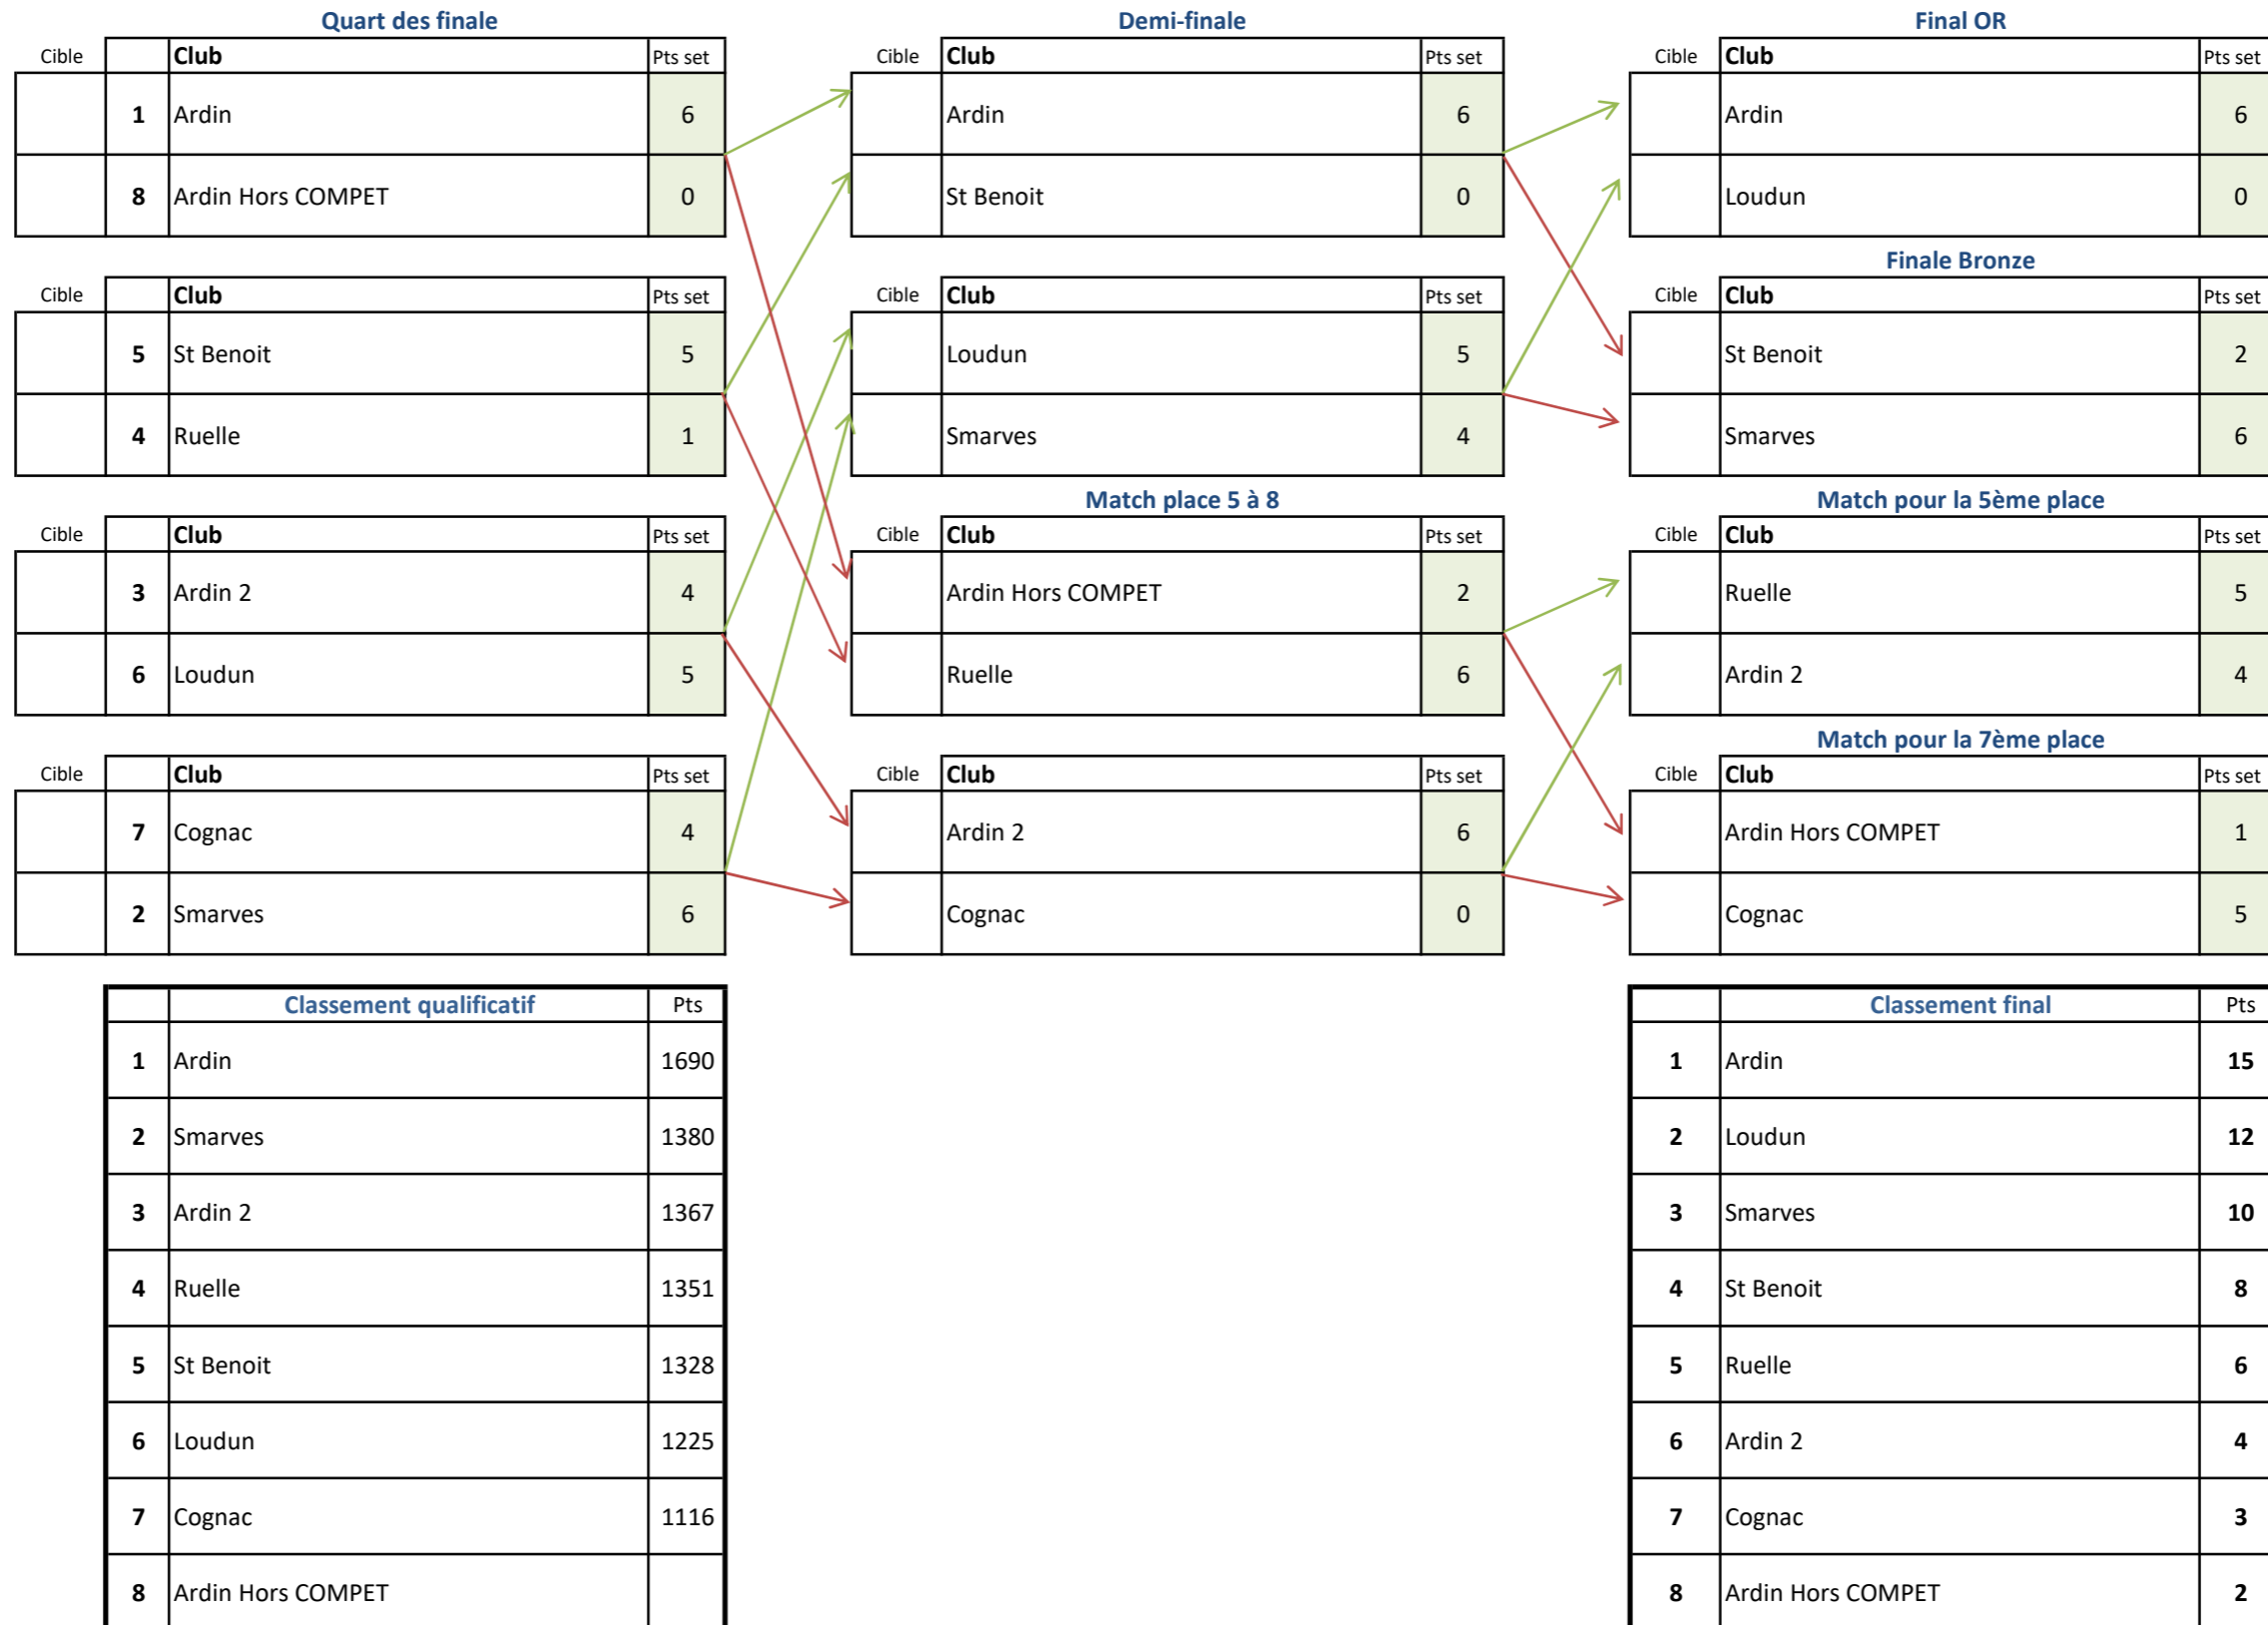 Quart des finale
Demi-finale
Final OR
Cible Club Pts set Cible Club Pts set Cible Club Pts set
1 Ardin 6 Ardin 6 Ardin 6
8 Ardin Hors COMPET 0 St Benoit 0 Loudun 0
Finale Bronze
Cible Club Pts set Cible Club Pts set Cible Club Pts set
5 St Benoit 5 Loudun 5 St Benoit 2
4 Ruelle 1 Smarves 4 Smarves 6
Match place 5 à 8
Match pour la 5ème place
Cible Club Pts set Cible Club Pts set Cible Club Pts set
3 Ardin 2 4 Ardin Hors COMPET 2 Ruelle 5
6 Loudun 5 Ruelle 6 Ardin 2 4
Match pour la 7ème place
Cible Club Pts set Cible Club Pts set Cible Club Pts set
7 Cognac 4 Ardin 2 6 Ardin Hors COMPET 1
2 Smarves 6 Cognac 0 Cognac 5
Classement qualificatif Pts
1 Ardin 1690
2 Smarves 1380
3 Ardin 2 1367
4 Ruelle 1351
5 St Benoit 1328
6 Loudun 1225
7 Cognac 1116
8 Ardin Hors COMPET
Classement final Pts
1 Ardin 15
2 Loudun 12
3 Smarves 10
4 St Benoit 8
5 Ruelle 6
6 Ardin 2 4
7 Cognac 3
8 Ardin Hors COMPET 2